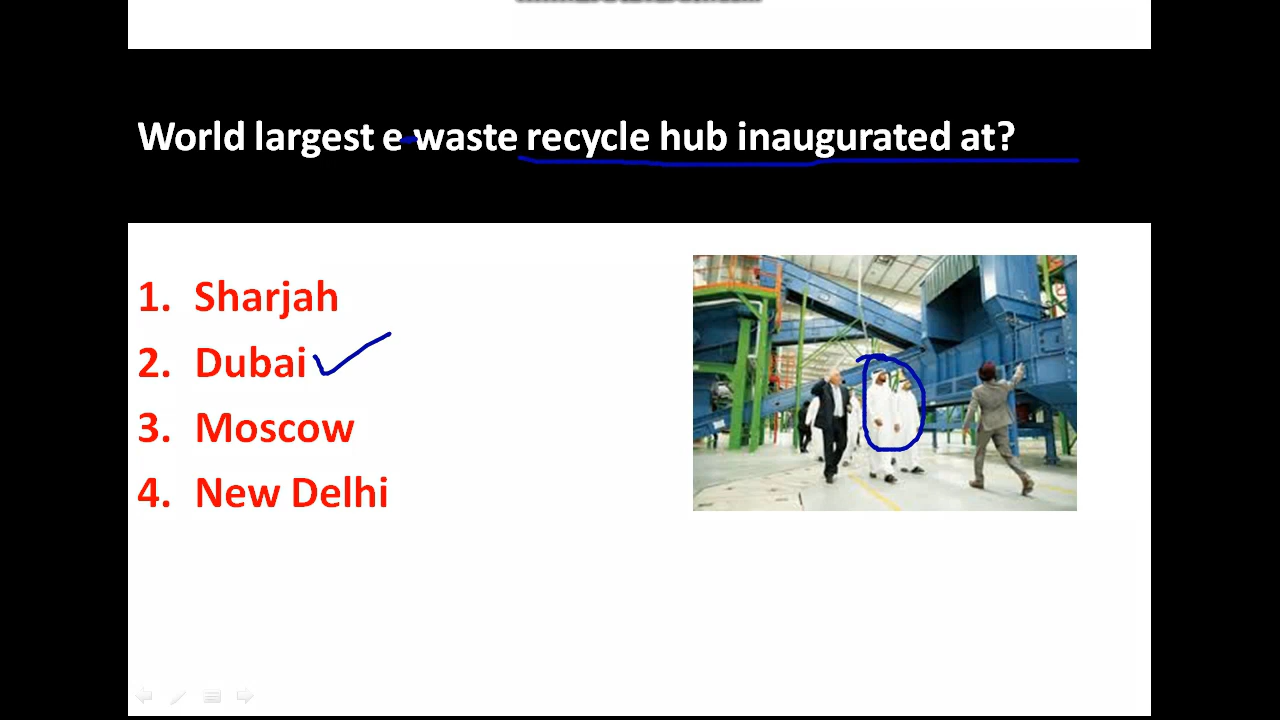 World largest e-waste recycle hub inaugurated at?
1. Sharjah
2. Dubai
3. Moscow
4. New Delhi